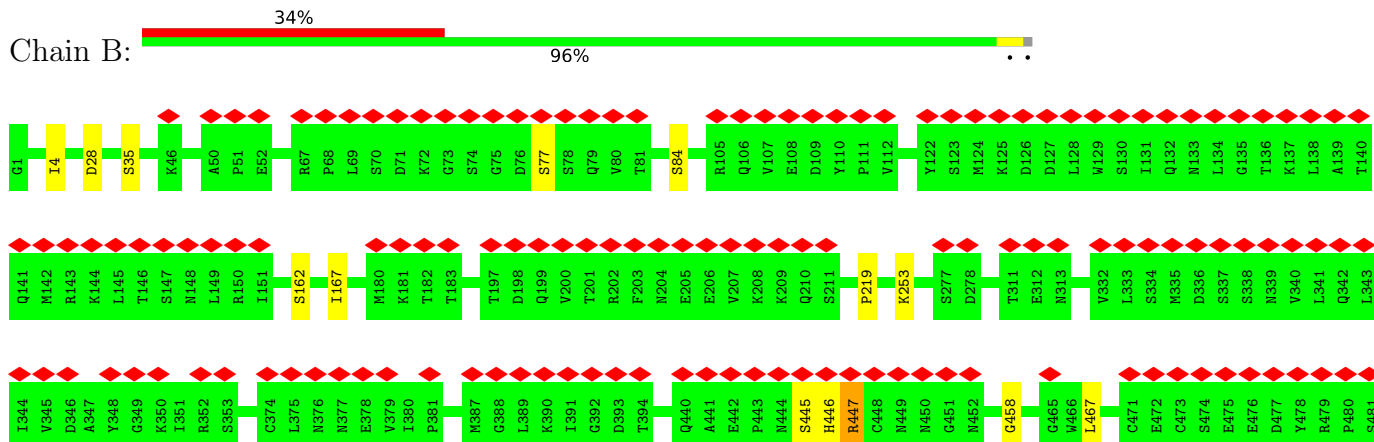 34%
Chain B:
96%
G1 I4 D28 S35 K46 A50 P51 E52 R67 P68 L69 S70 D71 K72 G73 S74 G75 D76 S77 S78 Q79 V80 T81 S84 R105 Q106 V107 E108 D109 Y110 P111 V112 Y122 S123 M124 K125 D126 D127 L128 W129 S130 I131 Q132 N133 L134 G135 T136 K137 L138 A139 T140
Q141 M142 R143 K144 L145 T146 S147 N148 L149 R150 I151 S162 I167 M180 K181 T182 T183 T197 D198 Q199 V200 T201 R202 F203 N204 E205 E206 V207 K208 K209 Q210 S211 P219 K253 S277 D278 T311 E312 N313 V332 L333 S334 M335 D336 S337 S338 N339 V340 L341 Q342 L343
I344 V345 D346 A347 Y348 G349 K350 I351 R352 S353 C374 L375 N376 N377 E378 V379 I380 P381 M387 G388 L389 K390 I391 G392 D393 T394 Q440 A441 E442 P443 N444 S445 H446 R447 C448 N449 N450 G451 N452 G458 G465 W466 L467 C471 E472 C473 S474 E475 E476 D477 Y478 R479 P480 S481